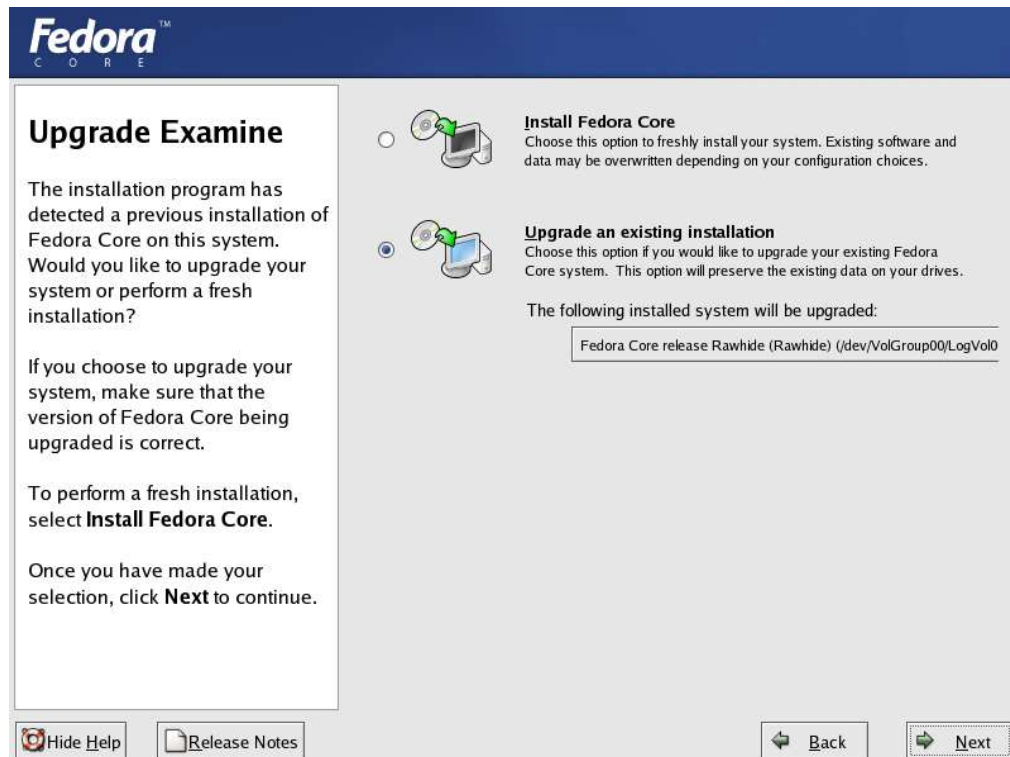 Fedora™
CORE
Upgrade Examine
The installation program has
detected a previous installation of
Fedora Core on this system.
Would you like to upgrade your
system or perform a fresh
installation?
If you choose to upgrade your
system, make sure that the
version of Fedora Core being
upgraded is correct.
To perform a fresh installation,
select Install Fedora Core.
Once you have made your
selection, click Next to continue.
Install Fedora Core
Choose this option to freshly install your system. Existing software and
data may be overwritten depending on your configuration choices.
Upgrade an existing installation
Choose this option if you would like to upgrade your existing Fedora
Core system. This option will preserve the existing data on your drives.
The following installed system will be upgraded:
Fedora Core release Rawhide (Rawhide) (/dev/VolGroup00/LogVol0
Hide Help
Release Notes
Back
Next